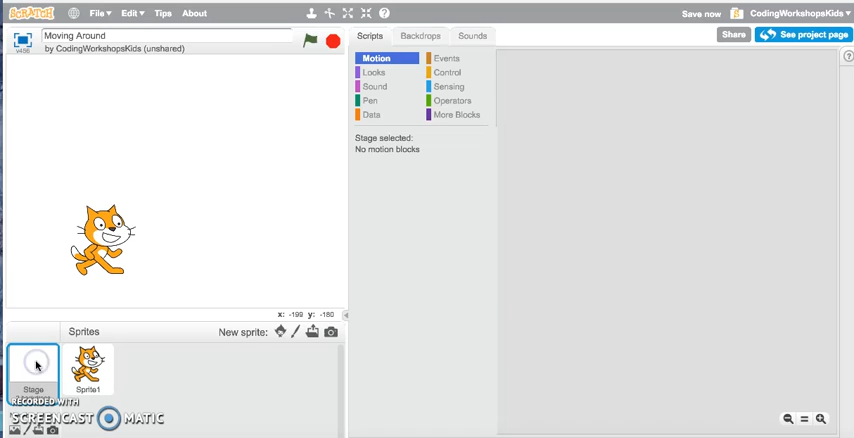 SCRATCH File Edit Tips About Save now CodingWorkshopsKids
v456 Moving Around
by CodingWorkshopsKids (unshared)
Scripts Backdrops Sounds Share See project page
Motion Events
Looks Control
Sound Sensing
Pen Operators
Data More Blocks
Stage selected:
No motion blocks
x: -199 y: -180
Sprites New sprite:
Stage Sprite1
RECORDED WITH
SCREENCAST MATIC